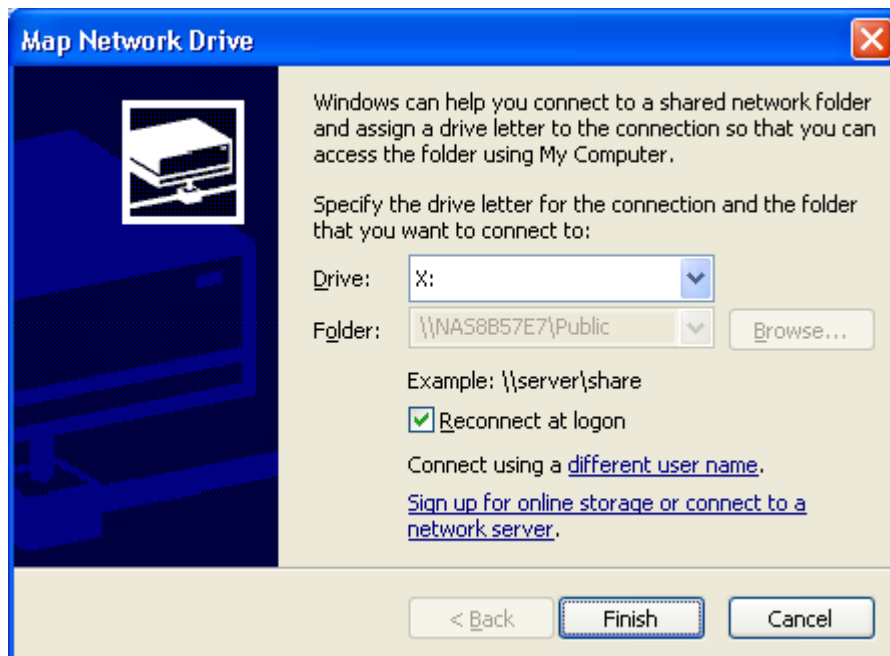 Map Network Drive
Windows can help you connect to a shared network folder
and assign a drive letter to the connection so that you can
access the folder using My Computer.
Specify the drive letter for the connection and the folder
that you want to connect to:
Drive: X:
Folder: \\NAS8B57E7\Public Browse...
Example: \\server\share
Reconnect at logon
Connect using a different user name.
Sign up for online storage or connect to a
network server.
< Back Finish Cancel